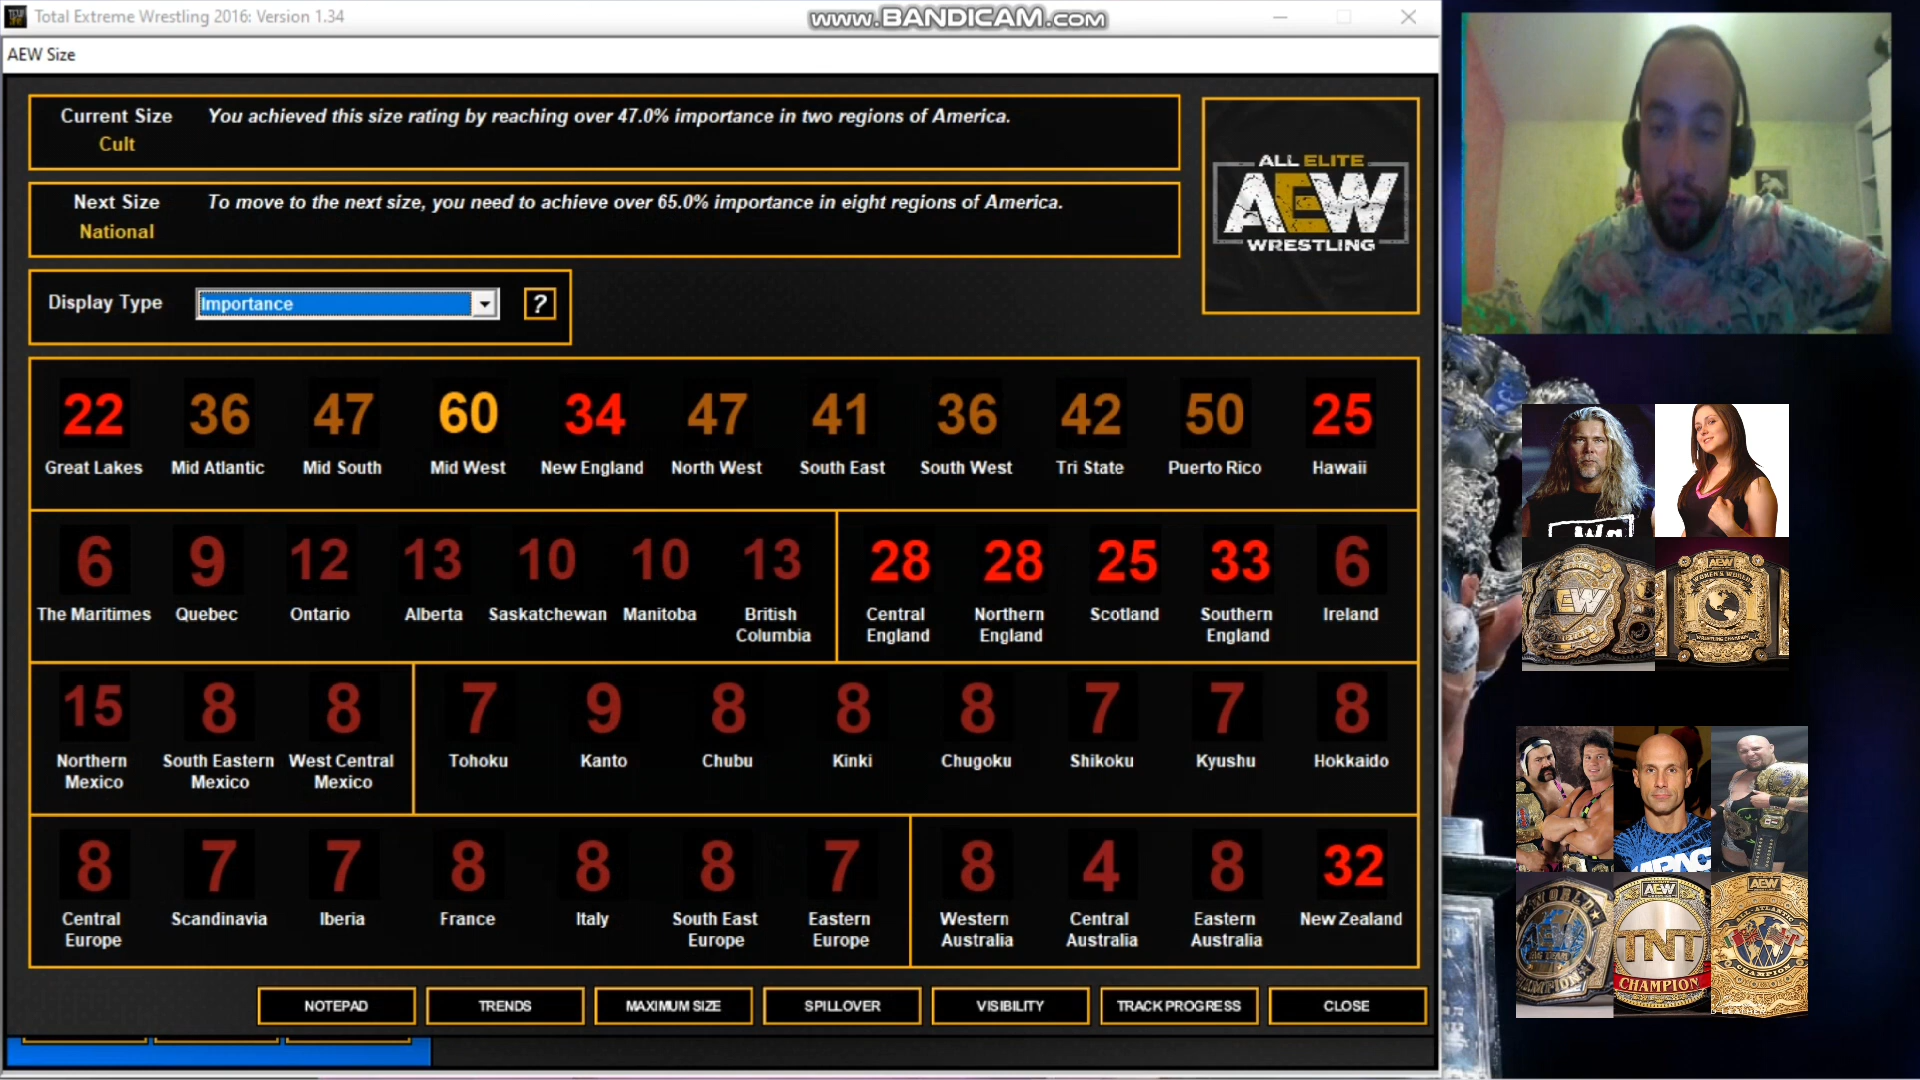 Total Extreme Wrestling 2016: Version 1.34
www.BANDICAM.com
AEW Size
Current Size
Cult
You achieved this size rating by reaching over 47.0% importance in two regions of America.
Next Size
National
To move to the next size, you need to achieve over 65.0% importance in eight regions of America.
ALL ELITE
AEW
WRESTLING
Display Type
Importance
?
22 36 47 60 34 47 41 36 42 50 25
Great Lakes Mid Atlantic Mid South Mid West New England North West South East South West Tri State Puerto Rico Hawaii
6 9 12 13 10 10 13 28 28 25 33 6
The Maritimes Quebec Ontario Alberta Saskatchewan Manitoba British Columbia Central England Northern England Scotland Southern England Ireland
15 8 8 7 9 8 8 8 7 7 8
Northern Mexico South Eastern Mexico West Central Mexico Tohoku Kanto Chubu Kinki Chugoku Shikoku Kyushu Hokkaido
8 7 7 8 8 8 7 8 4 8 32
Central Europe Scandinavia Iberia France Italy South East Europe Eastern Europe Western Australia Central Australia Eastern Australia New Zealand
NOTEPAD TRENDS MAXIMUM SIZE SPILLOVER VISIBILITY TRACK PROGRESS CLOSE
AEW
AEW
WOMEN'S WORLD
WORLD
AEW
TNT
CHAMPION
AEW
ALL-ATLANTIC
CHAMPION